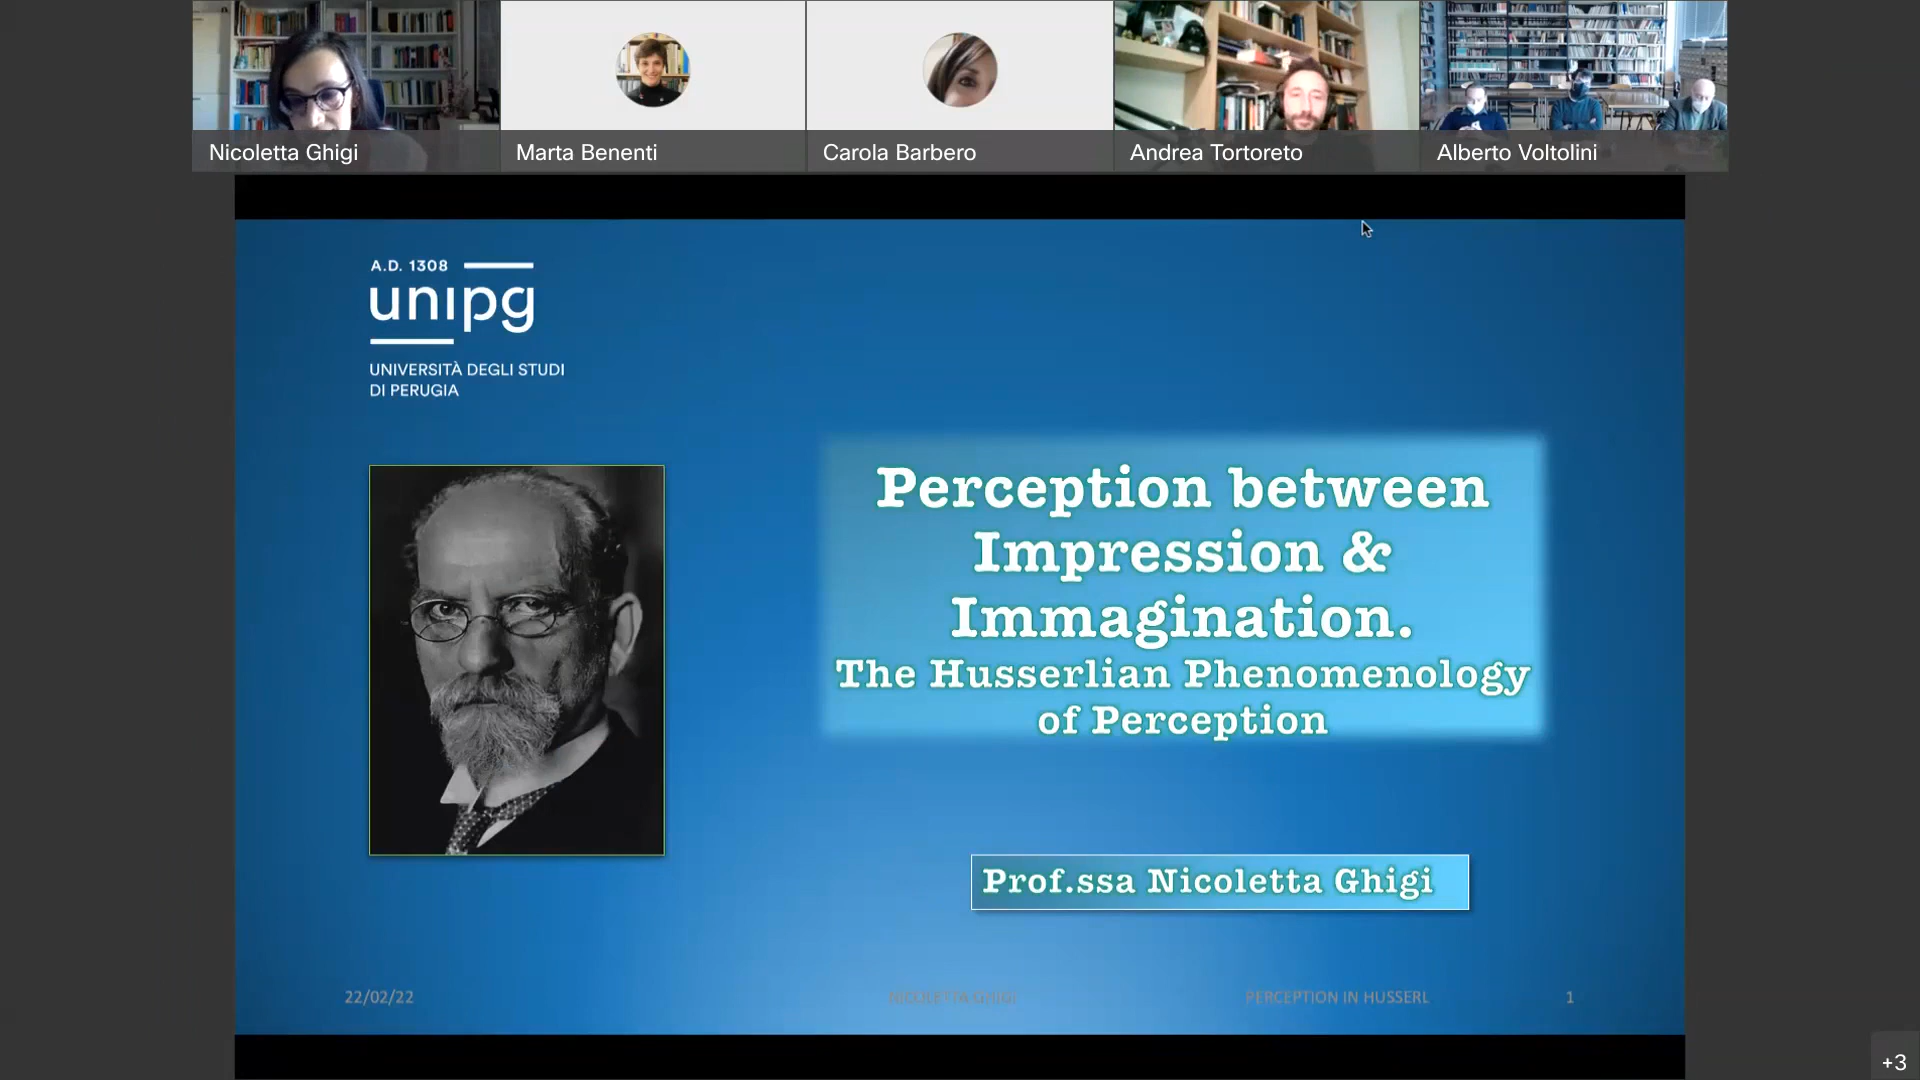 Nicoletta Ghigi
Marta Benenti
Carola Barbero
Andrea Tortoreto
Alberto Voltolini
A.D. 1308
unipg
UNIVERSITÀ DEGLI STUDI
DI PERUGIA
Perception between
Impression &
Immagination.
The Husserlian Phenomenology
of Perception
Prof.ssa Nicoletta Ghigi
22/02/22
NICOLETTA GHIGI
PERCEPTION IN HUSSERL
1
+3